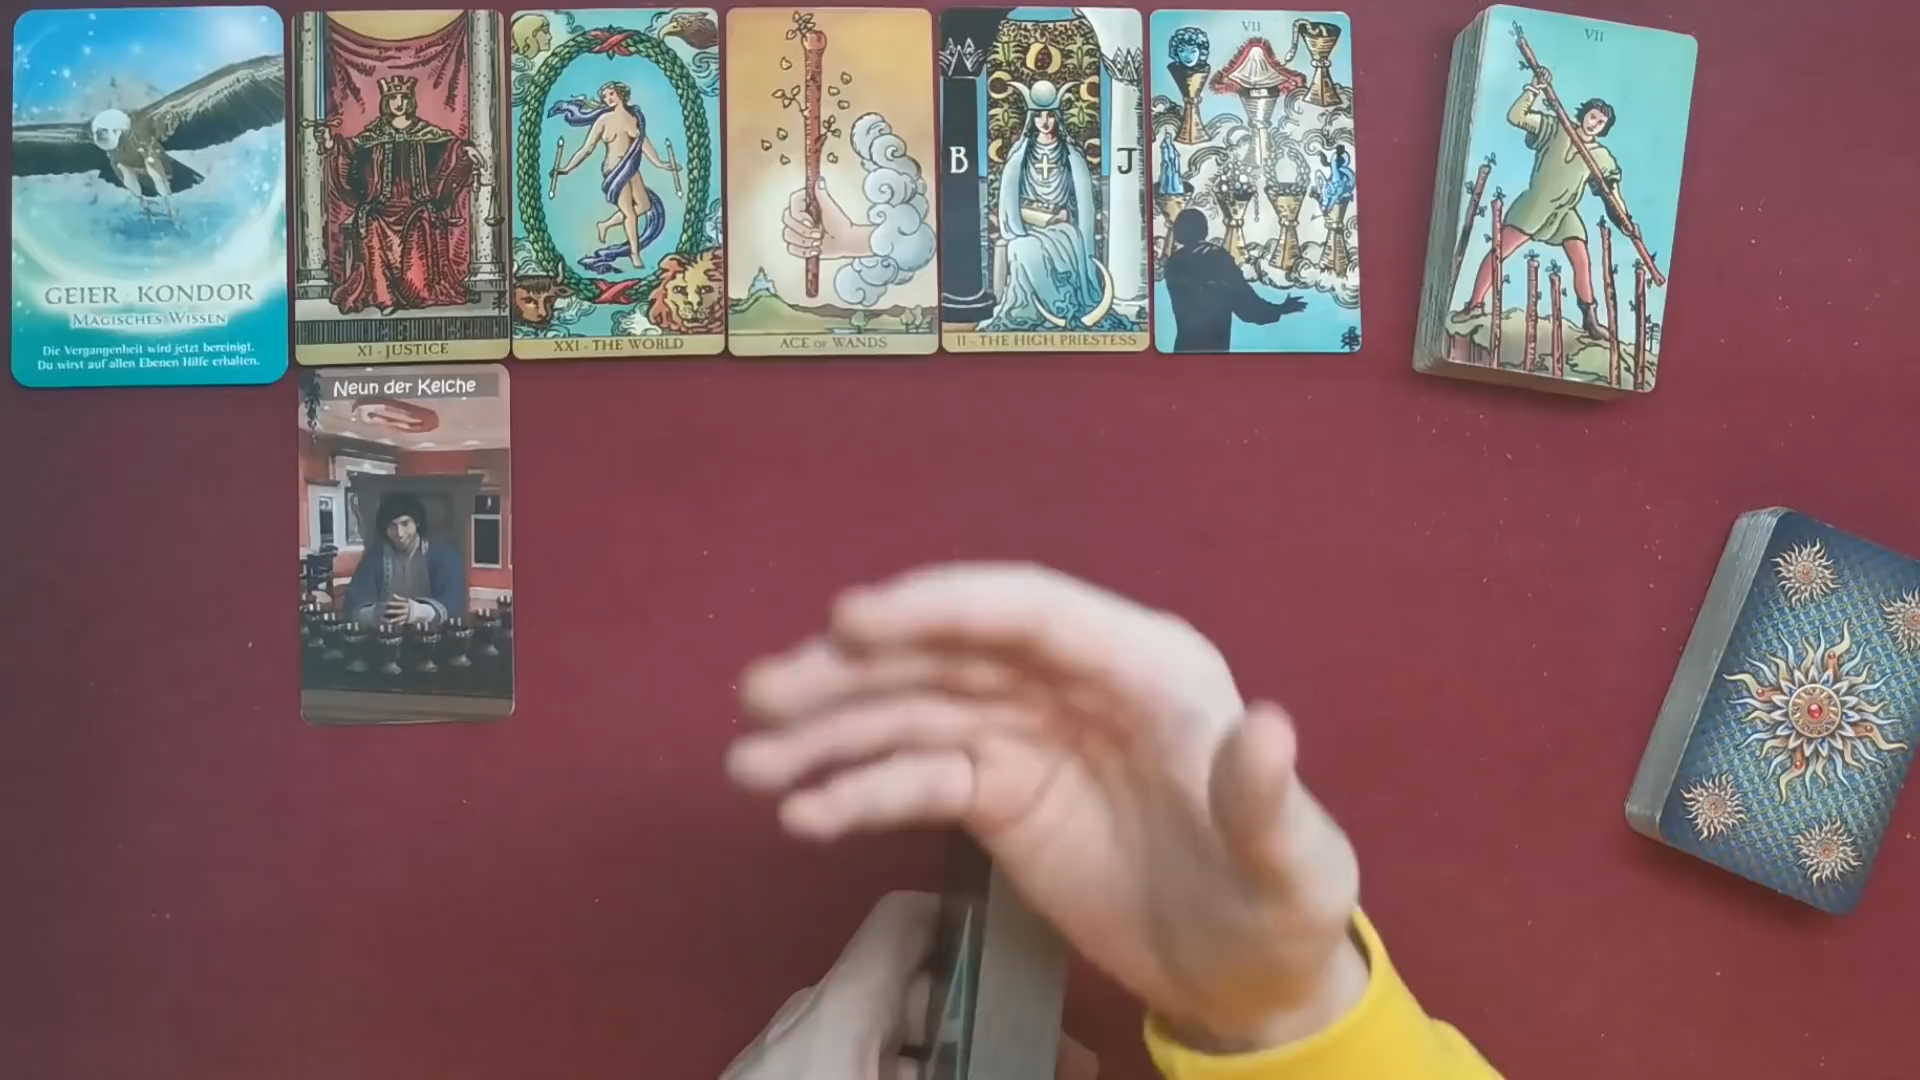 GEIER · KONDOR
MAGISCHES WISSEN
Die Vergangenheit wird jetzt bereinigt.
Du wirst auf allen Ebenen Hilfe erhalten.
XI - JUSTICE
XXI - THE WORLD
ACE OF WANDS
B J
II - THE HIGH PRIESTESS
VII
VII
Neun der Kelche